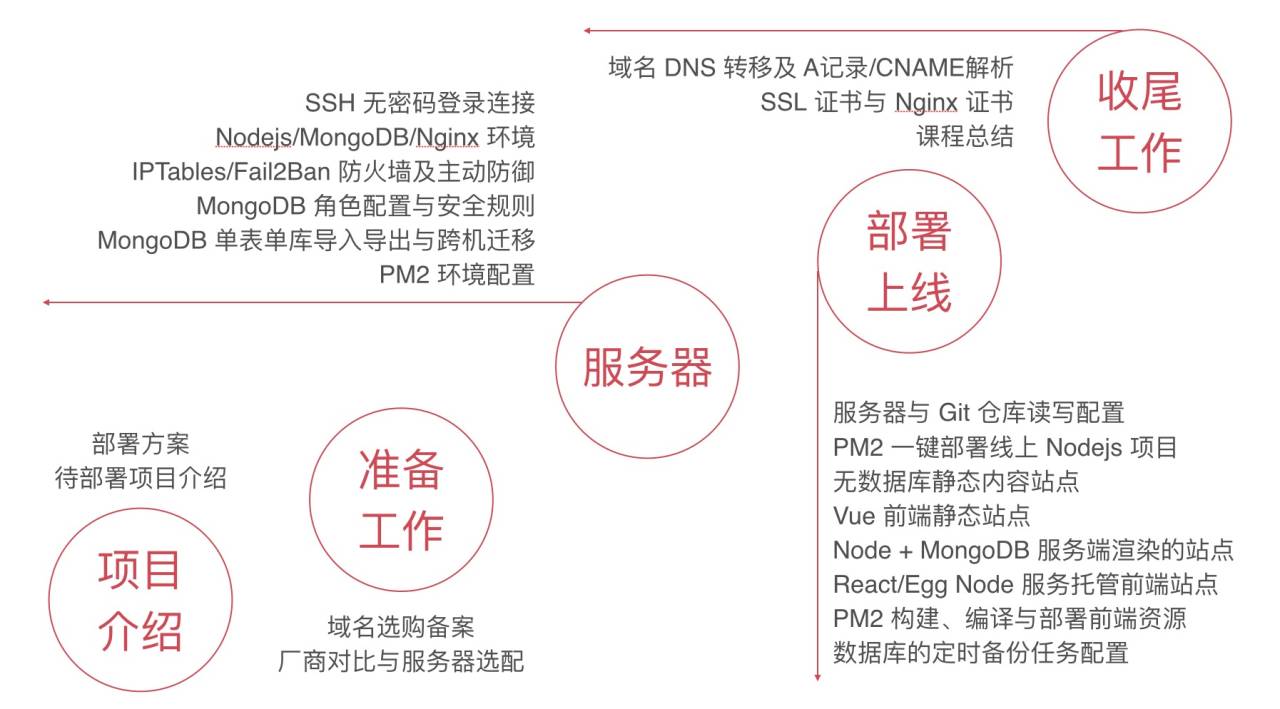 项目
介绍
部署方案
待部署项目介绍
准备
工作
域名选购备案
厂商对比与服务器选配
服务器
SSH 无密码登录连接
Nodejs/MongoDB/Nginx 环境
IPTables/Fail2Ban 防火墙及主动防御
MongoDB 角色配置与安全规则
MongoDB 单表单库导入导出与跨机迁移
PM2 环境配置
部署
上线
服务器与 Git 仓库读写配置
PM2 一键部署线上 Nodejs 项目
无数据库静态内容站点
Vue 前端静态站点
Node + MongoDB 服务端渲染的站点
React/Egg Node 服务托管前端站点
PM2 构建、编译与部署前端资源
数据库的定时备份任务配置
收尾
工作
域名 DNS 转移及 A记录/CNAME解析
SSL 证书与 Nginx 证书
课程总结